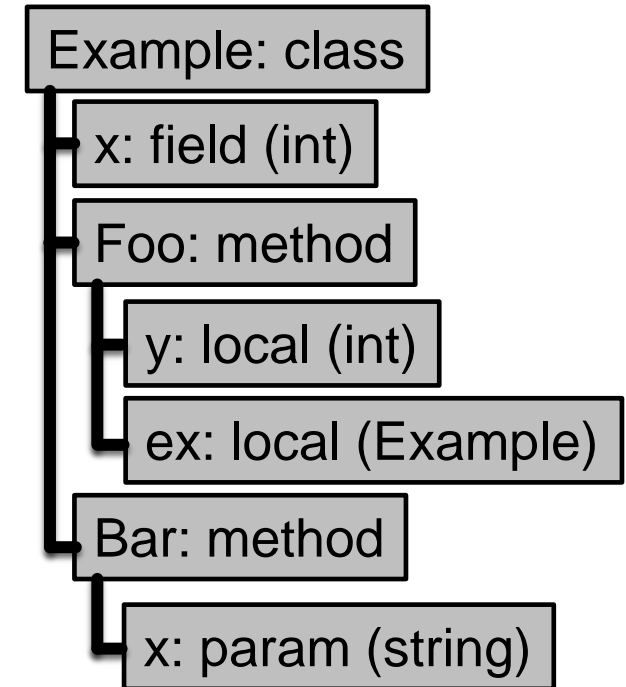 Example: class
x: field (int)
Foo: method
y: local (int)
ex: local (Example)
Bar: method
x: param (string)